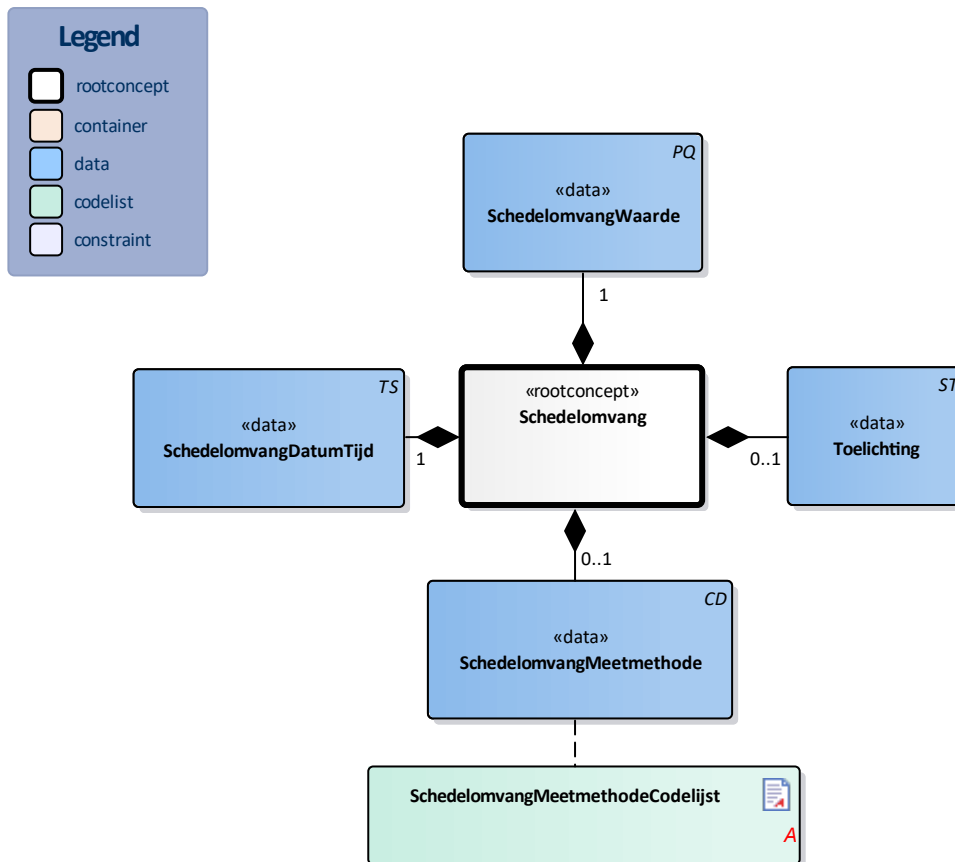 Legend
rootconcept
container
data
codelist
constraint
PQ
«data»
SchedelomvangWaarde
1
TS
«data»
SchedelomvangDatumTijd
1
«rootconcept»
Schedelomvang
ST
«data»
Toelichting
0..1
0..1
CD
«data»
SchedelomvangMeetmethode
SchedelomvangMeetmethodeCodelijst
A